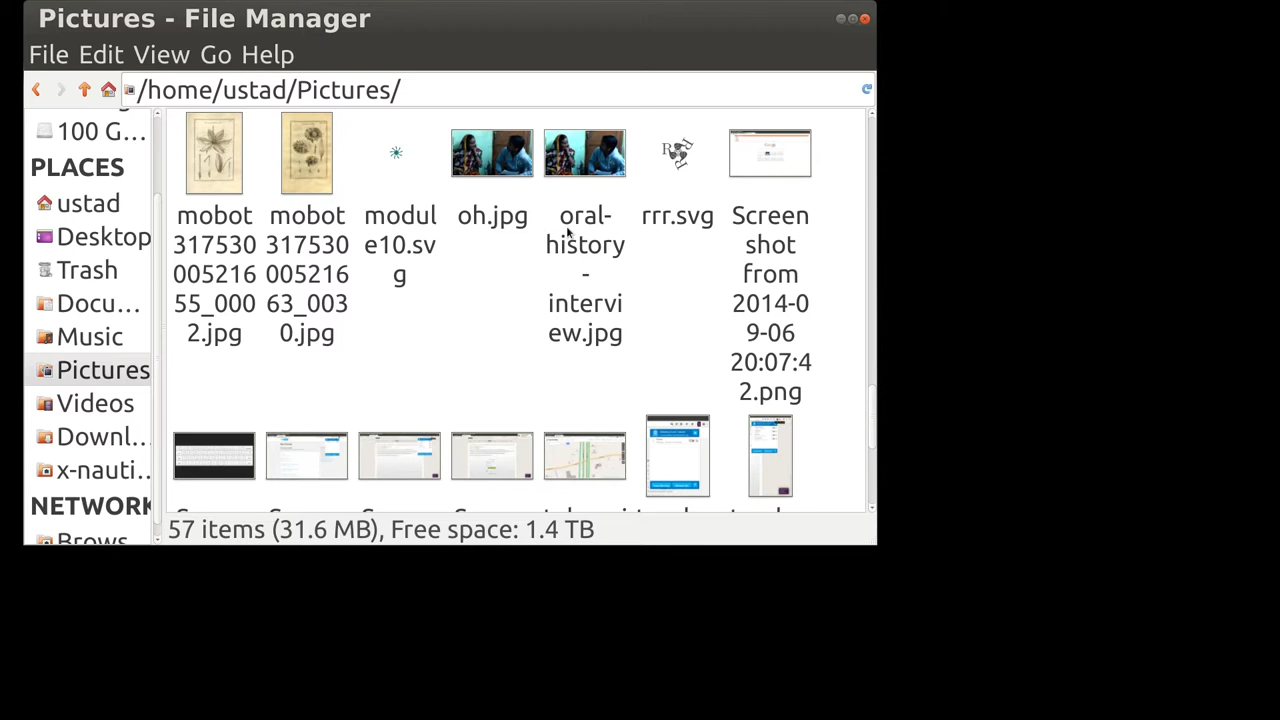 Pictures - File Manager
File Edit View Go Help
/home/ustad/Pictures/
100 G...
PLACES
ustad
Desktop
Trash
Docu...
Music
Pictures
Videos
Downl...
x-nauti...
NETWORK
Brows
mobot
317530
005216
55_000
2.jpg
mobot
317530
005216
63_003
0.jpg
modul
e10.sv
g
oh.jpg
oral-
history
-
intervi
ew.jpg
rrr.svg
Screen
shot
from
2014-0
9-06
20:07:4
2.png
57 items (31.6 MB), Free space: 1.4 TB